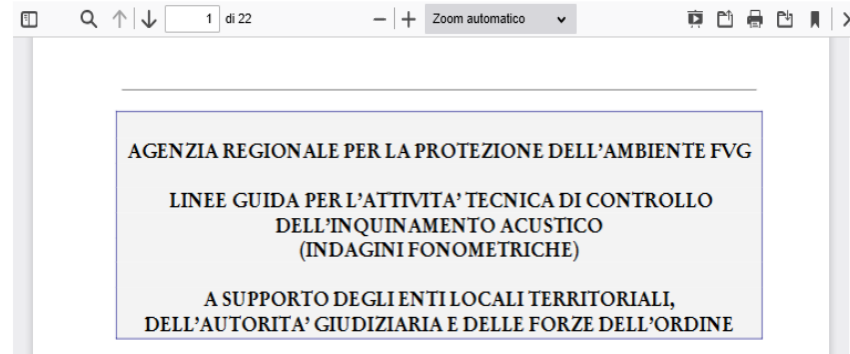 1 di 22 Zoom automatico
AGENZIA REGIONALE PER LA PROTEZIONE DELL’AMBIENTE FVG
LINEE GUIDA PER L’ATTIVITA’ TECNICA DI CONTROLLO
DELL’INQUINAMENTO ACUSTICO
(INDAGINI FONOMETRICHE)
A SUPPORTO DEGLI ENTI LOCALI TERRITORIALI,
DELL’AUTORITA’ GIUDIZIARIA E DELLE FORZE DELL’ORDINE